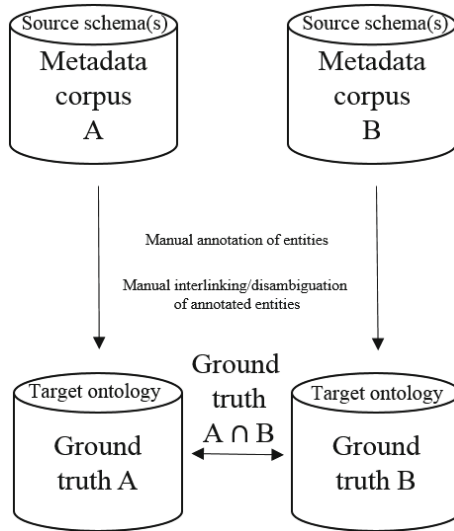 Source schema(s)
Metadata
corpus
A
Source schema(s)
Metadata
corpus
B
Manual annotation of entities
Manual interlinking/disambiguation
of annotated entities
Target ontology
Ground
truth A
Ground
truth
A ∩ B
Target ontology
Ground
truth B